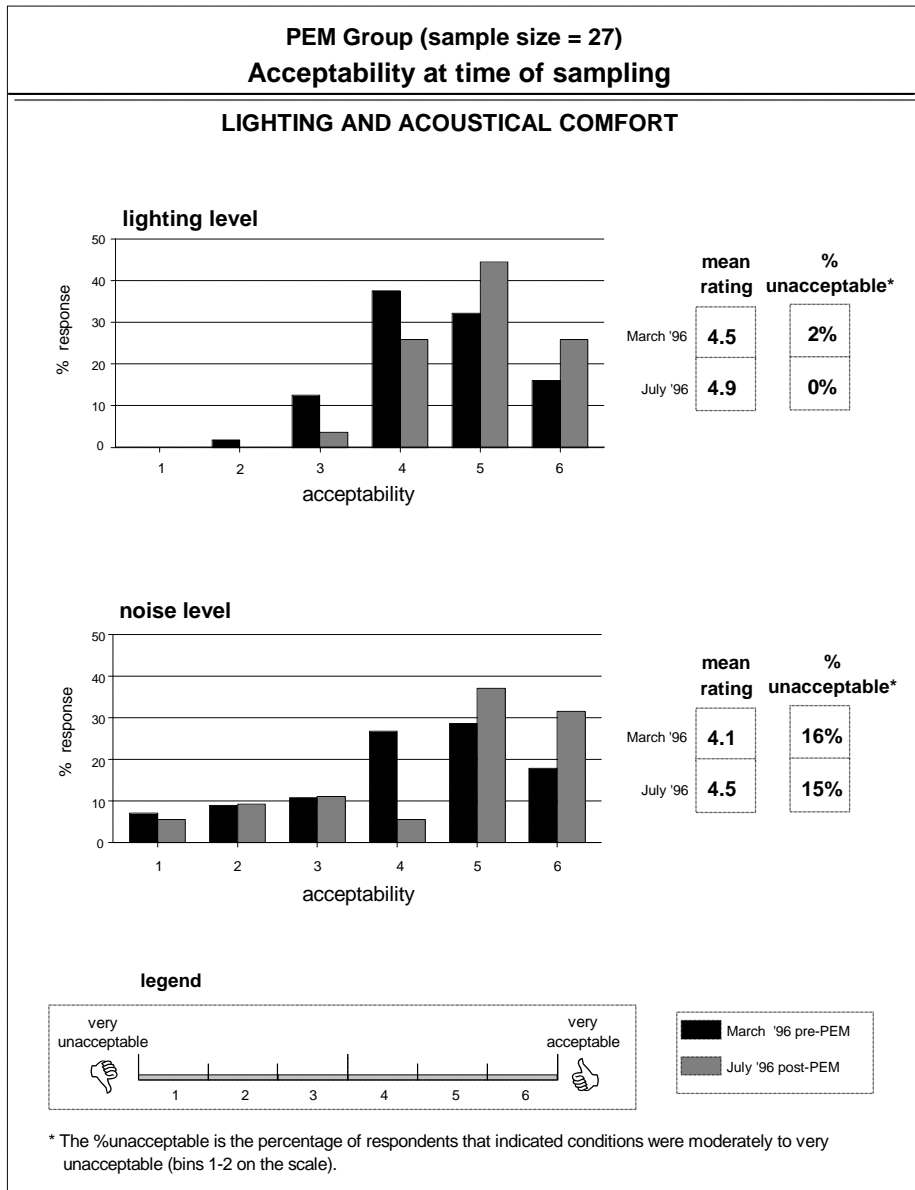 PEM Group (sample size = 27)
Acceptability at time of sampling
LIGHTING AND ACOUSTICAL COMFORT
lighting level
50
40
30
20
10
0
% response
1 2 3 4 5 6
acceptability
mean rating
% unacceptable*
March '96 4.5 2%
July '96 4.9 0%
noise level
50
40
30
20
10
0
% response
1 2 3 4 5 6
acceptability
mean rating
% unacceptable*
March '96 4.1 16%
July '96 4.5 15%
legend
very unacceptable
1 2 3 4 5 6
very acceptable
March '96 pre-PEM
July '96 post-PEM
* The %unacceptable is the percentage of respondents that indicated conditions were moderately to very
unacceptable (bins 1-2 on the scale).